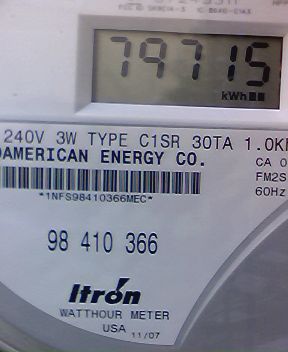 79715
kWh
240V 3W TYPE C1SR 30TA 1.0
AMERICAN ENERGY CO.
CA 0
FM2S
60Hz
*1NFS98410366MEC*
98 410 366
Itron
WATTHOUR METER
USA 11/07